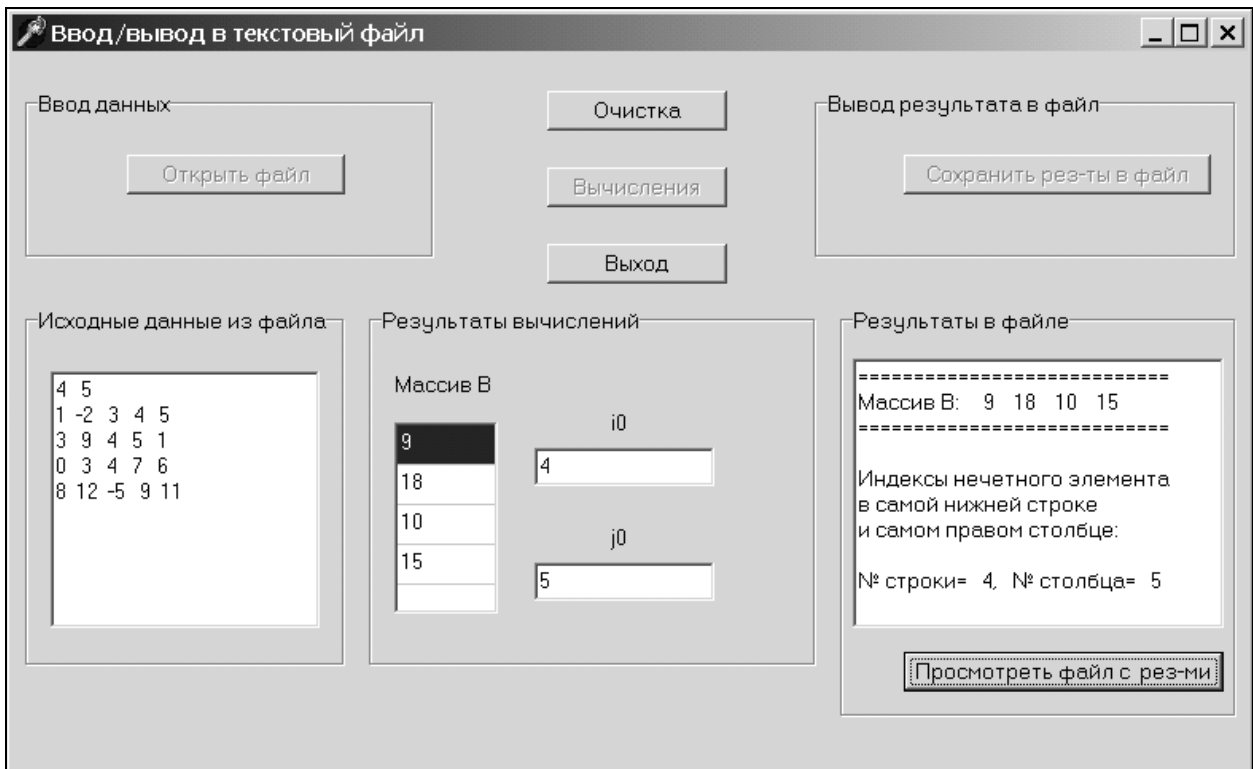 Ввод/вывод в текстовый файл
Ввод данных
Открыть файл
Очистка
Вычисления
Выход
Вывод результата в файл
Сохранить рез-ты в файл
Исходные данные из файла
4 5
1 -2 3 4 5
3 9 4 5 1
0 3 4 7 6
8 12 -5 9 11
Результаты вычислений
Массив В
9
18
10
15
i0
4
j0
5
Результаты в файле
============================
Массив В: 9 18 10 15
============================
Индексы нечетного элемента
в самой нижней строке
и самом правом столбце:
№ строки= 4, № столбца= 5
Просмотреть файл с рез-ми